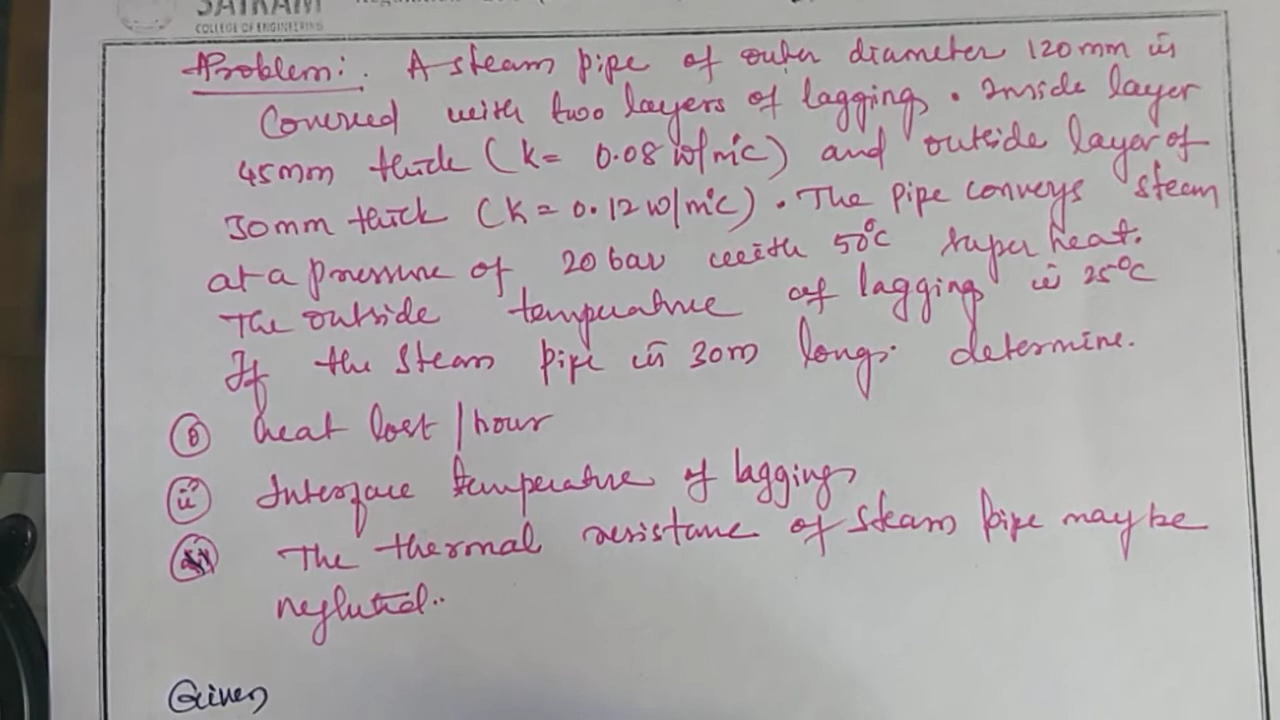 SAIRAM
COLLEGE OF ENGINEERING
Problem:. A steam pipe of outer diameter 120mm is
Covered with two layers of lagging. Inside layer
45mm thick (k= 0.08 W/m°C) and outside layer of
30mm thick (K = 0.12 W/m°C). The pipe conveys steam
at a pressure of 20 bar with 50°C super heat.
The outside temperature of lagging is 25°C
If the steam pipe is 30m long. determine.
(i) heat lost / hour
(ii) Interface temperature of lagging
The thermal resistance of steam pipe may be
neglected..
Given